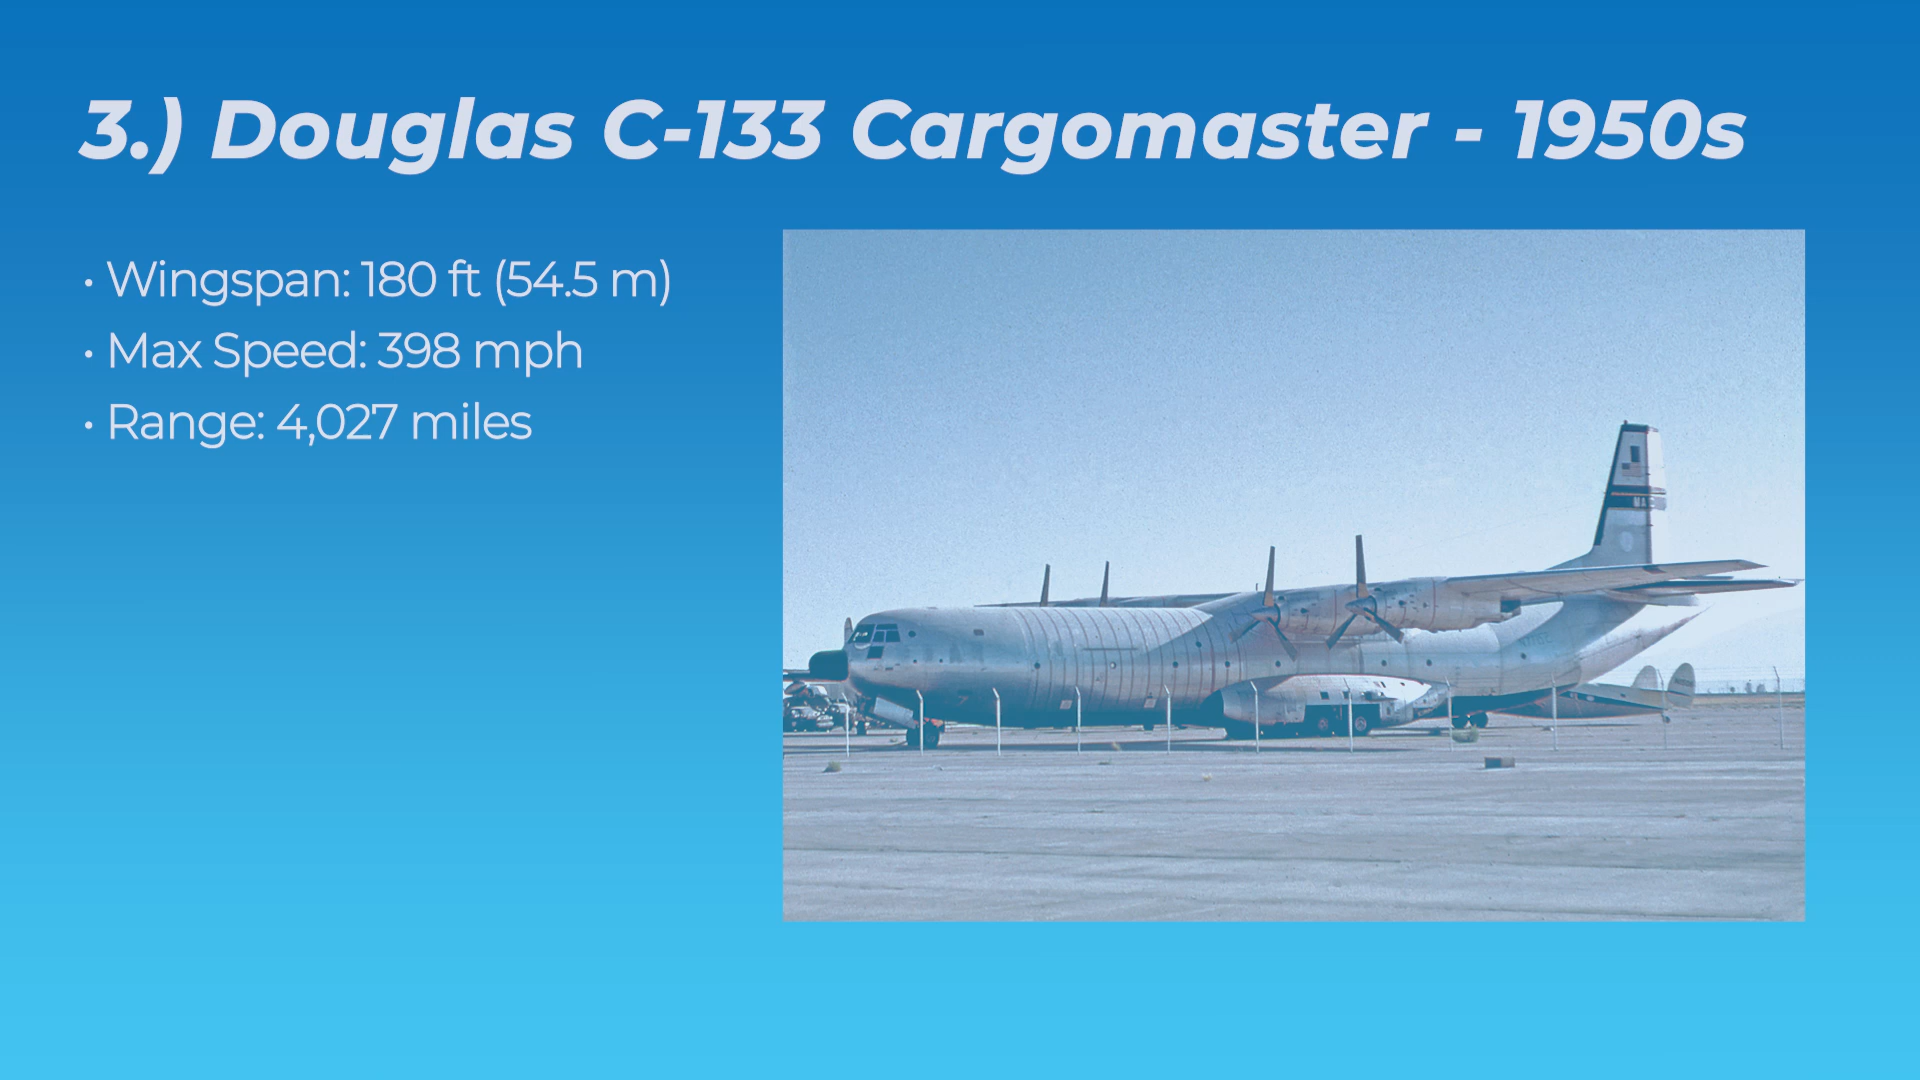 3.) Douglas C-133 Cargomaster - 1950s
• Wingspan: 180 ft (54.5 m)
• Max Speed: 398 mph
• Range: 4,027 miles